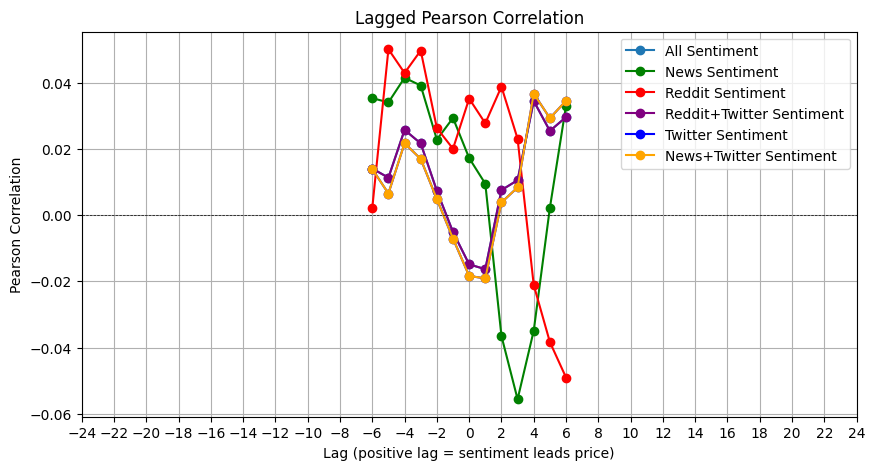 Lagged Pearson Correlation
All Sentiment
News Sentiment
Reddit Sentiment
Reddit+Twitter Sentiment
Twitter Sentiment
News+Twitter Sentiment
Pearson Correlation
0.04
0.02
0.00
−0.02
−0.04
−0.06
−24 −22 −20 −18 −16 −14 −12 −10 −8 −6 −4 −2 0 2 4 6 8 10 12 14 16 18 20 22 24
Lag (positive lag = sentiment leads price)